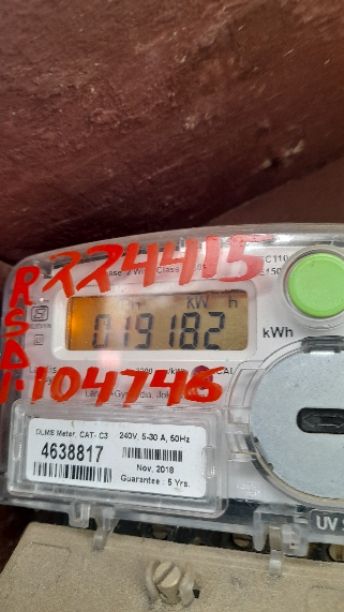 R 224415
S
D
1:104746
kW h
019182
kWh
DLMS Meter, CAT- C3
240V, 5-30 A, 50Hz
4638817
Nov, 2018
Guarantee : 5 Yrs.
UV S